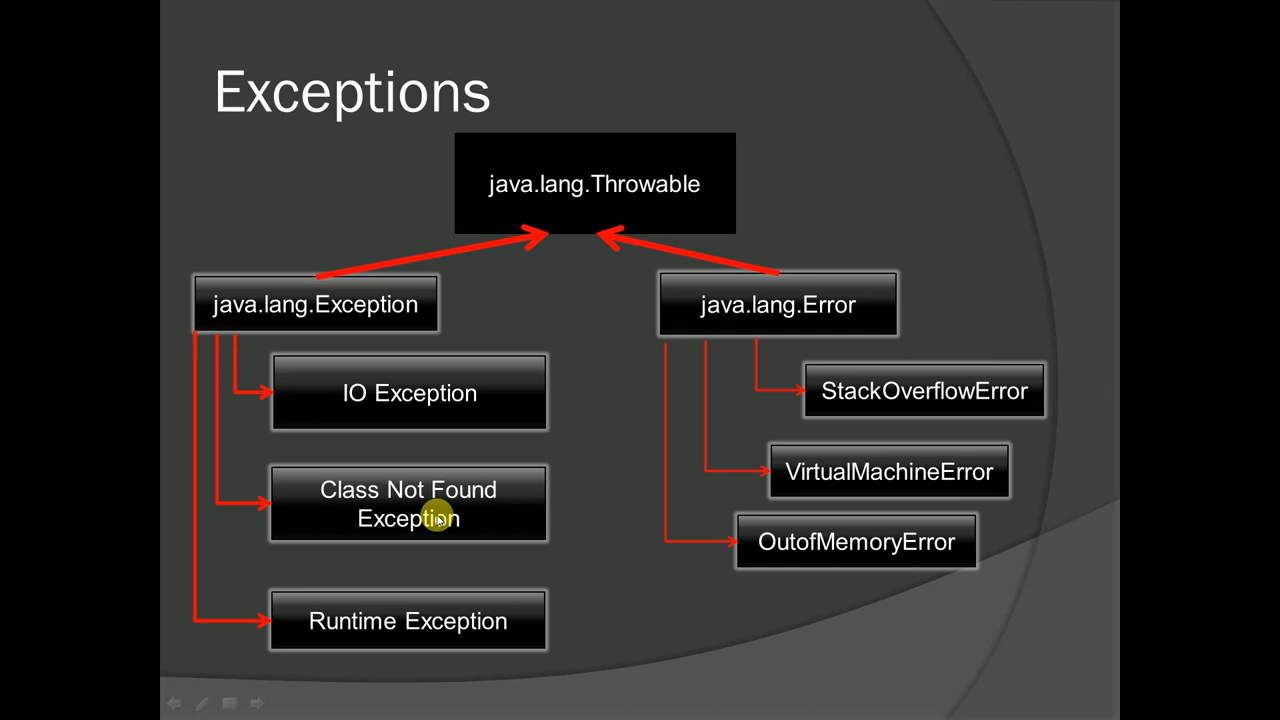 Exceptions
java.lang.Throwable
java.lang.Exception
java.lang.Error
IO Exception
StackOverflowError
Class Not Found
Exception
VirtualMachineError
OutofMemoryError
Runtime Exception